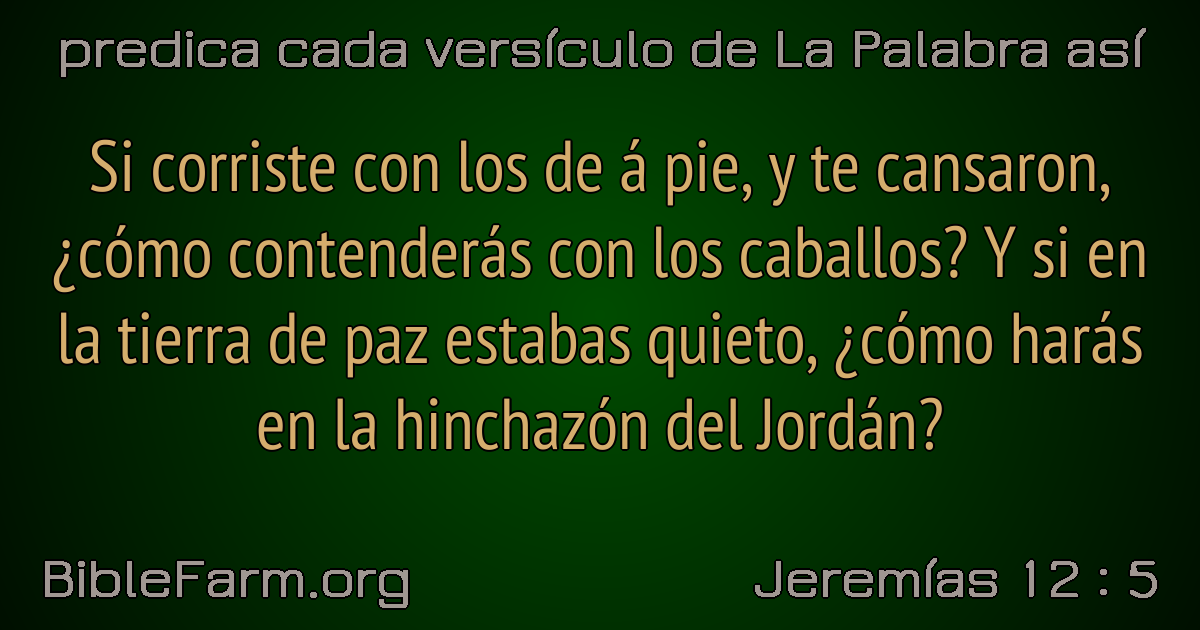 predica cada versículo de La Palabra así
Si corriste con los de á pie, y te cansaron,
¿cómo contenderás con los caballos? Y si en
la tierra de paz estabas quieto, ¿cómo harás
en la hinchazón del Jordán?
BibleFarm.org
Jeremías 12 : 5